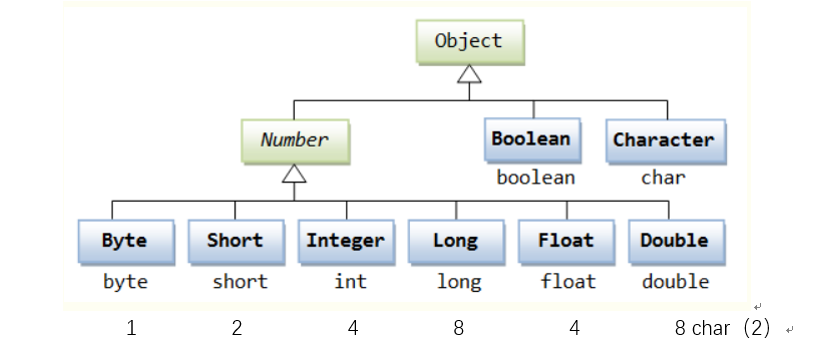 Object
Number Boolean Character
boolean char
Byte Short Integer Long Float Double
byte short int long float double
1 2 4 8 4 8 char（2）